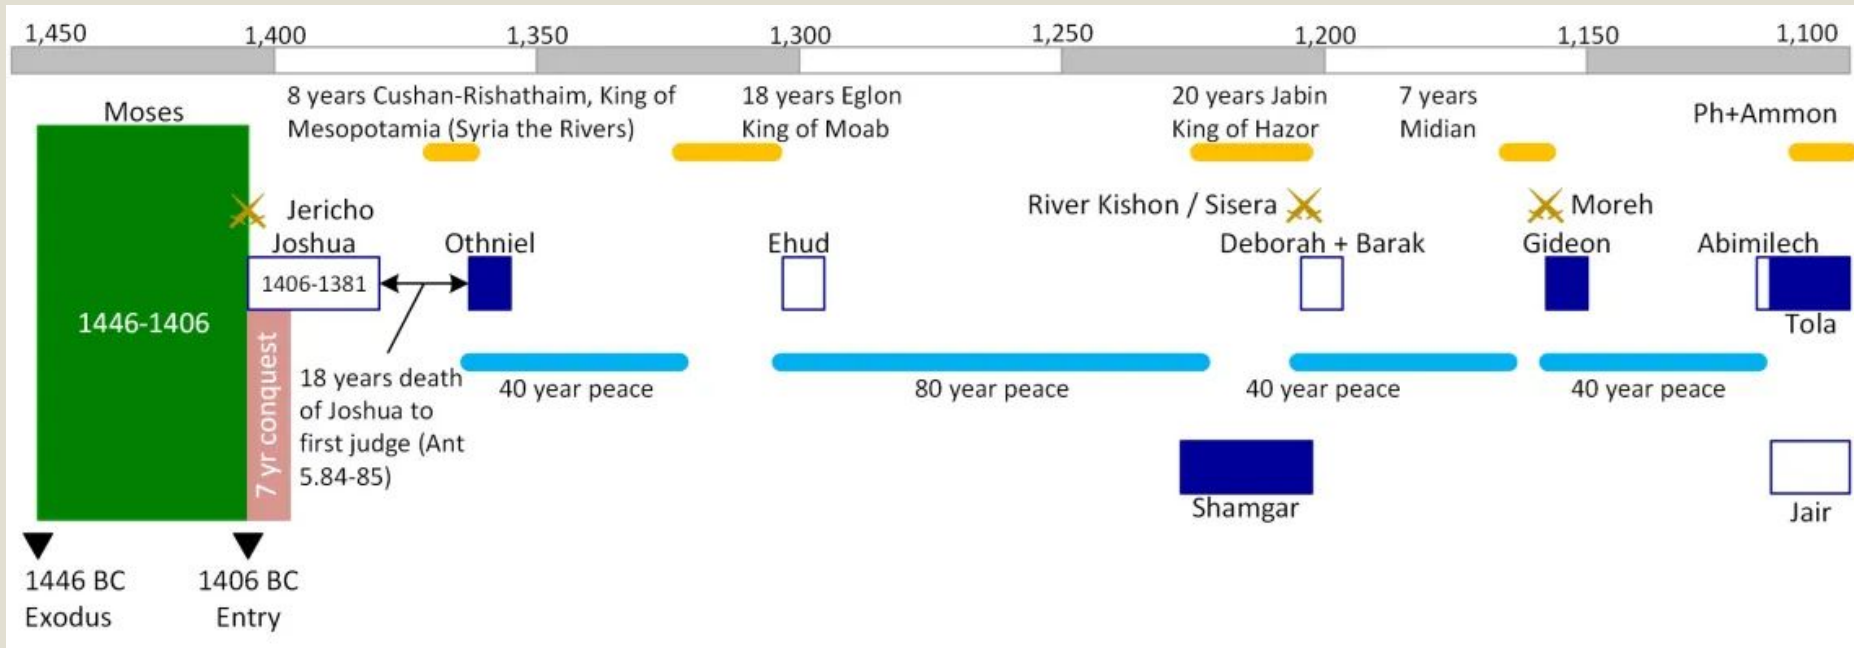 1,450
1,400
1,350
1,300
1,250
1,200
1,150
1,100
Moses
8 years Cushan-Rishathaim, King of
Mesopotamia (Syria the Rivers)
18 years Eglon
King of Moab
20 years Jabin
King of Hazor
7 years
Midian
Ph+Ammon
Jericho
River Kishon / Sisera
Moreh
Joshua
Othniel
Ehud
Deborah + Barak
Gideon
Abimilech
1406-1381
1446-1406
Tola
7 yr conquest
18 years death
of Joshua to
first judge (Ant
5.84-85)
40 year peace
80 year peace
40 year peace
40 year peace
Shamgar
Jair
1446 BC
Exodus
1406 BC
Entry